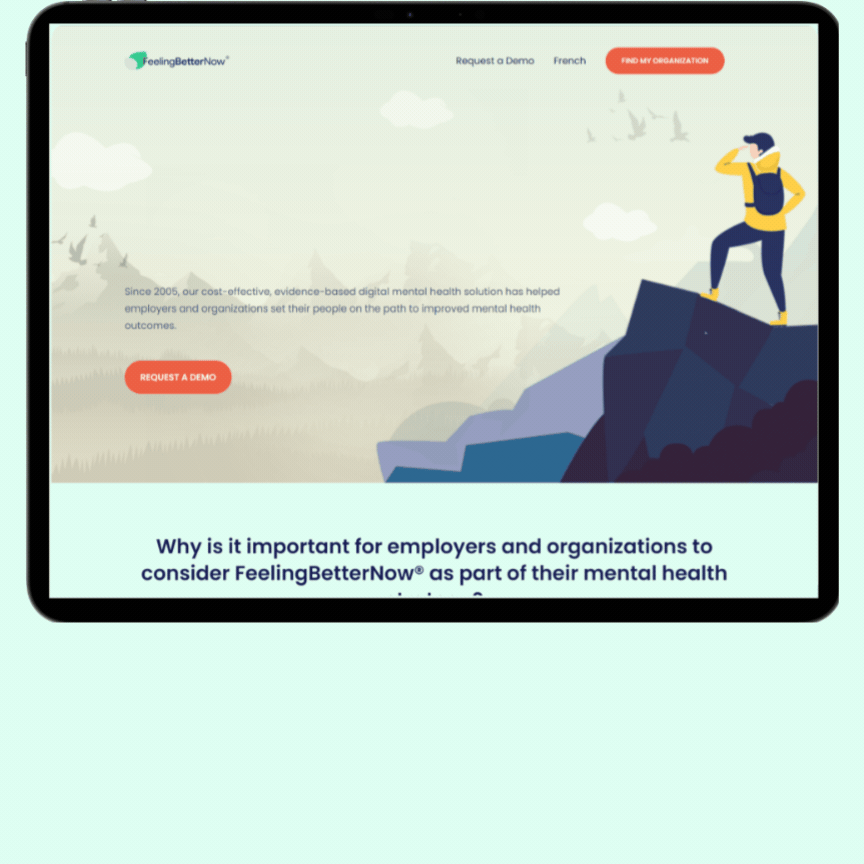 FeelingBetterNow®
Request a Demo
French
FIND MY ORGANIZATION
Since 2005, our cost-effective, evidence-based digital mental health solution has helped
employers and organizations set their people on the path to improved mental health
outcomes.
REQUEST A DEMO
Why is it important for employers and organizations to
consider FeelingBetterNow® as part of their mental health